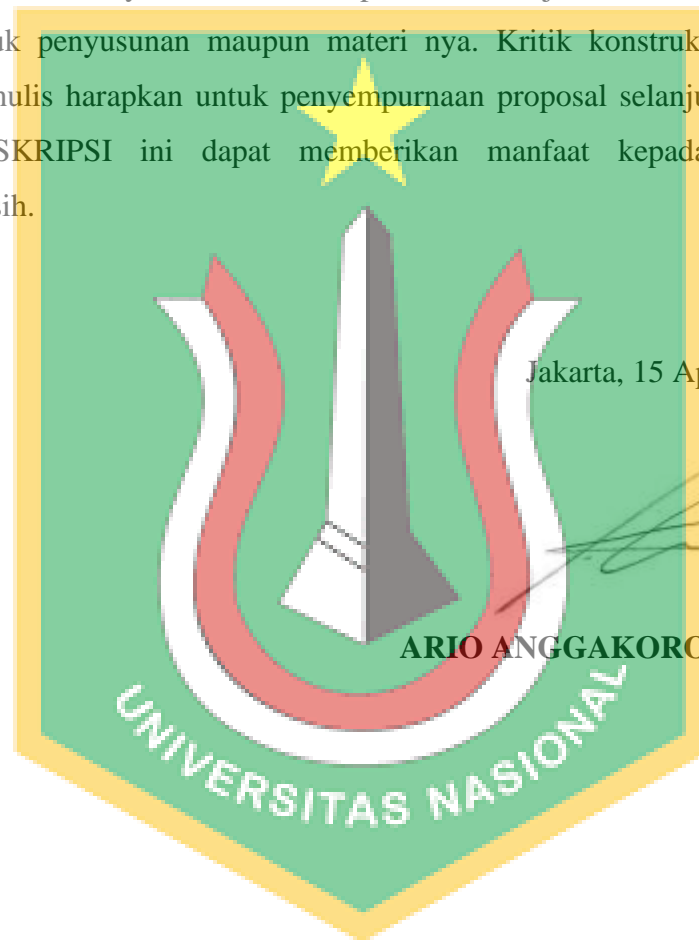 uk penyusunan maupun materi nya. Kritik konstruk
nulis harapkan untuk penyempurnaan proposal selanju
SKRIPSI ini dapat memberikan manfaat kepada
sih.
Jakarta, 15 Ap
ARIO ANGGAKORO
UNIVERSITAS NASIONAL